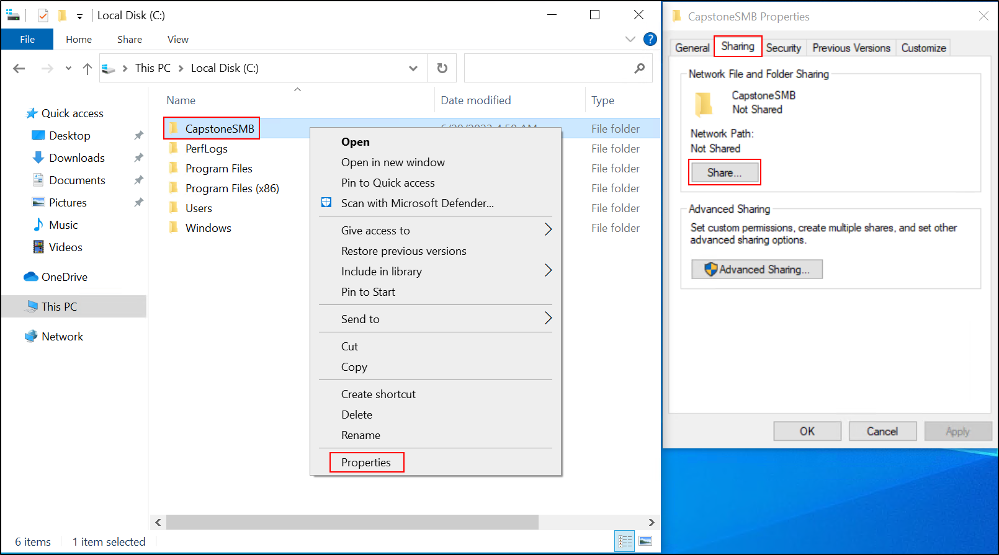 Local Disk (C:)
File Home Share View
?
This PC Local Disk (C:)
Name Date modified Type
Quick access
Desktop
Downloads
Documents
Pictures
Music
Videos
OneDrive
This PC
Network
CapstoneSMB File folder
PerfLogs File folder
Program Files File folder
Program Files (x86) File folder
Users File folder
Windows File folder
Open
Open in new window
Pin to Quick access
Scan with Microsoft Defender...
Give access to
Restore previous versions
Include in library
Pin to Start
Send to
Cut
Copy
Create shortcut
Delete
Rename
Properties
6 items 1 item selected
CapstoneSMB Properties
General Sharing Security Previous Versions Customize
Network File and Folder Sharing
CapstoneSMB
Not Shared
Network Path:
Not Shared
Share...
Advanced Sharing
Set custom permissions, create multiple shares, and set other
advanced sharing options.
Advanced Sharing...
OK Cancel Apply